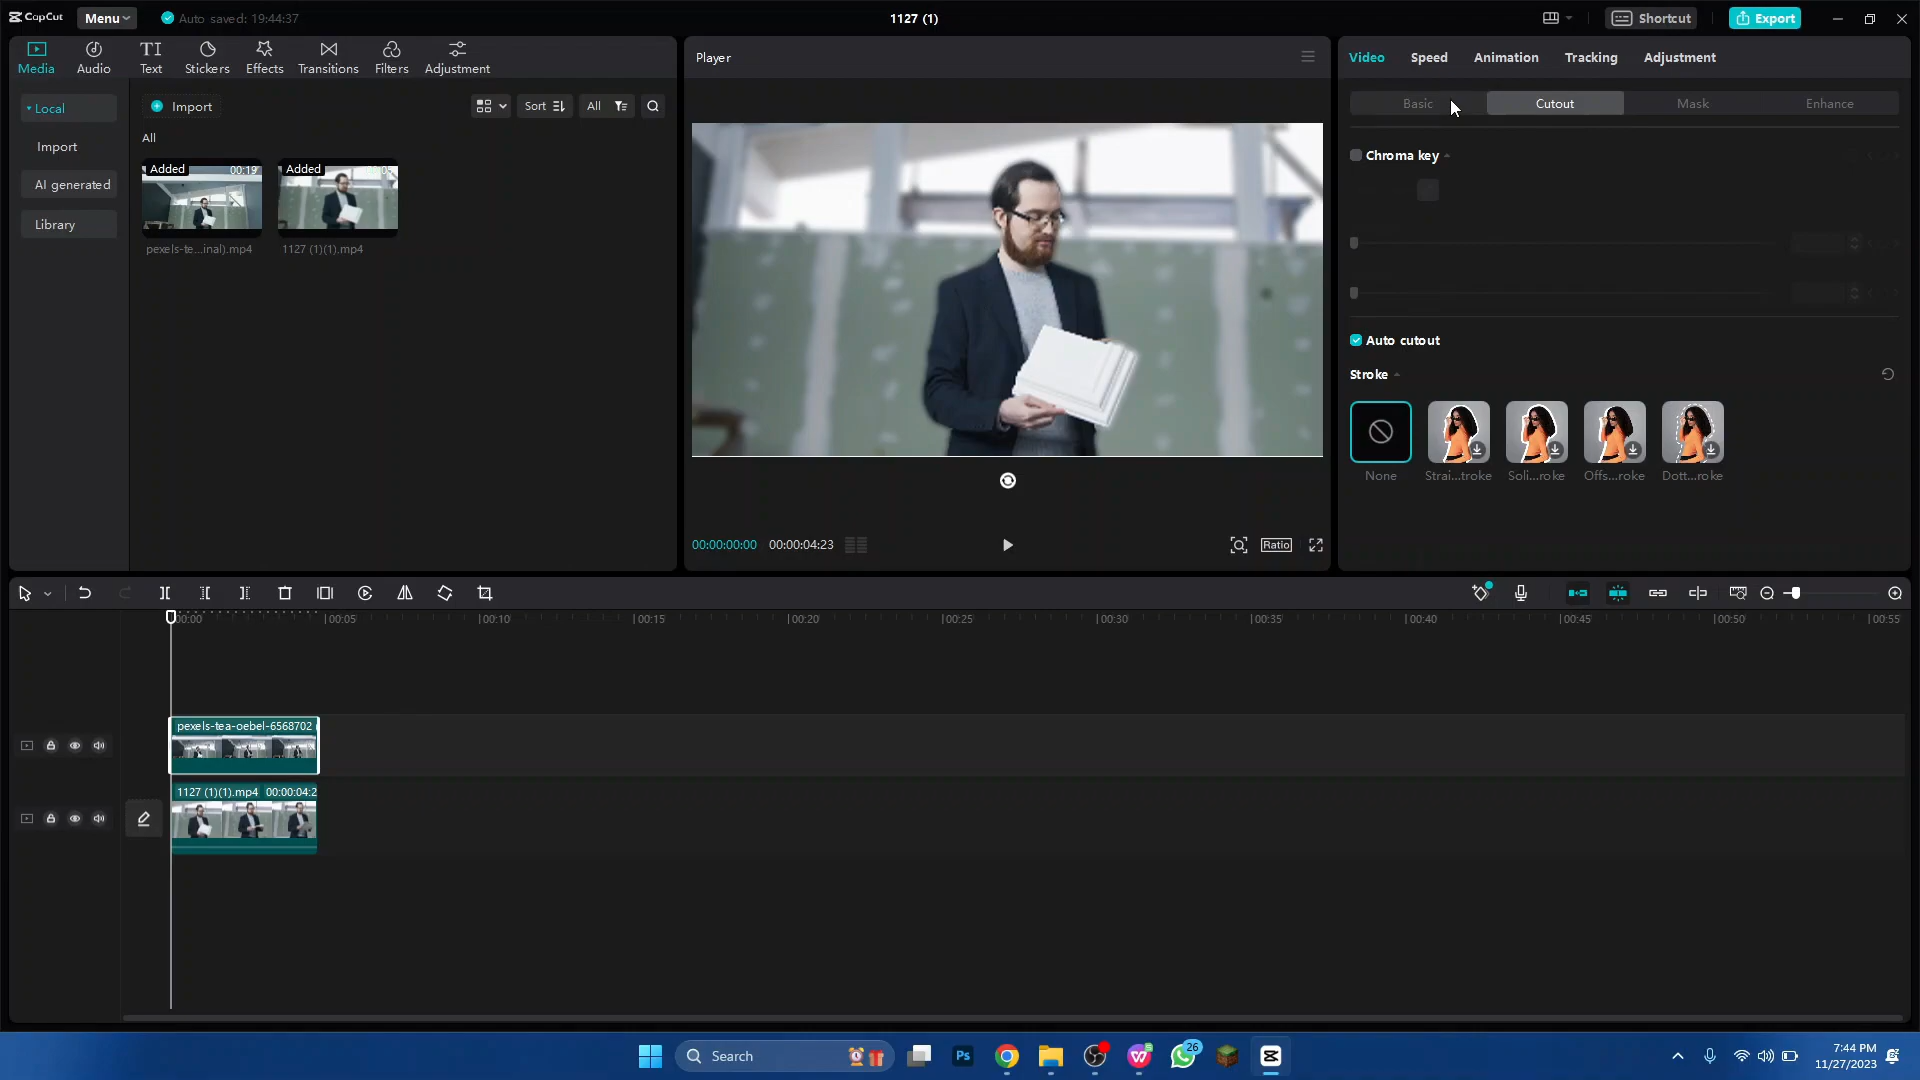 CapCut
Menu
Auto saved: 19:44:37
1127 (1)
Shortcut
Export
Media
Audio
Text
Stickers
Effects
Transitions
Filters
Adjustment
Local
Import
AI generated
Library
Import
Sort
All
All
Added
00:19
Added
pexels-te...inal).mp4
1127 (1)(1).mp4
Player
00:00:00:00
00:00:04:23
Ratio
Video
Speed
Animation
Tracking
Adjustment
Basic
Cutout
Mask
Enhance
Chroma key
Auto cutout
Stroke
None
Strai...troke
Soli...roke
Offs...roke
Dott...roke
00:00
00:05
00:10
00:15
00:20
00:25
00:30
00:35
00:40
00:45
00:50
00:55
pexels-tea-oebel-6568702
1127 (1)(1).mp4 00:00:04:2
Search
Ps
26
7:44 PM
11/27/2023